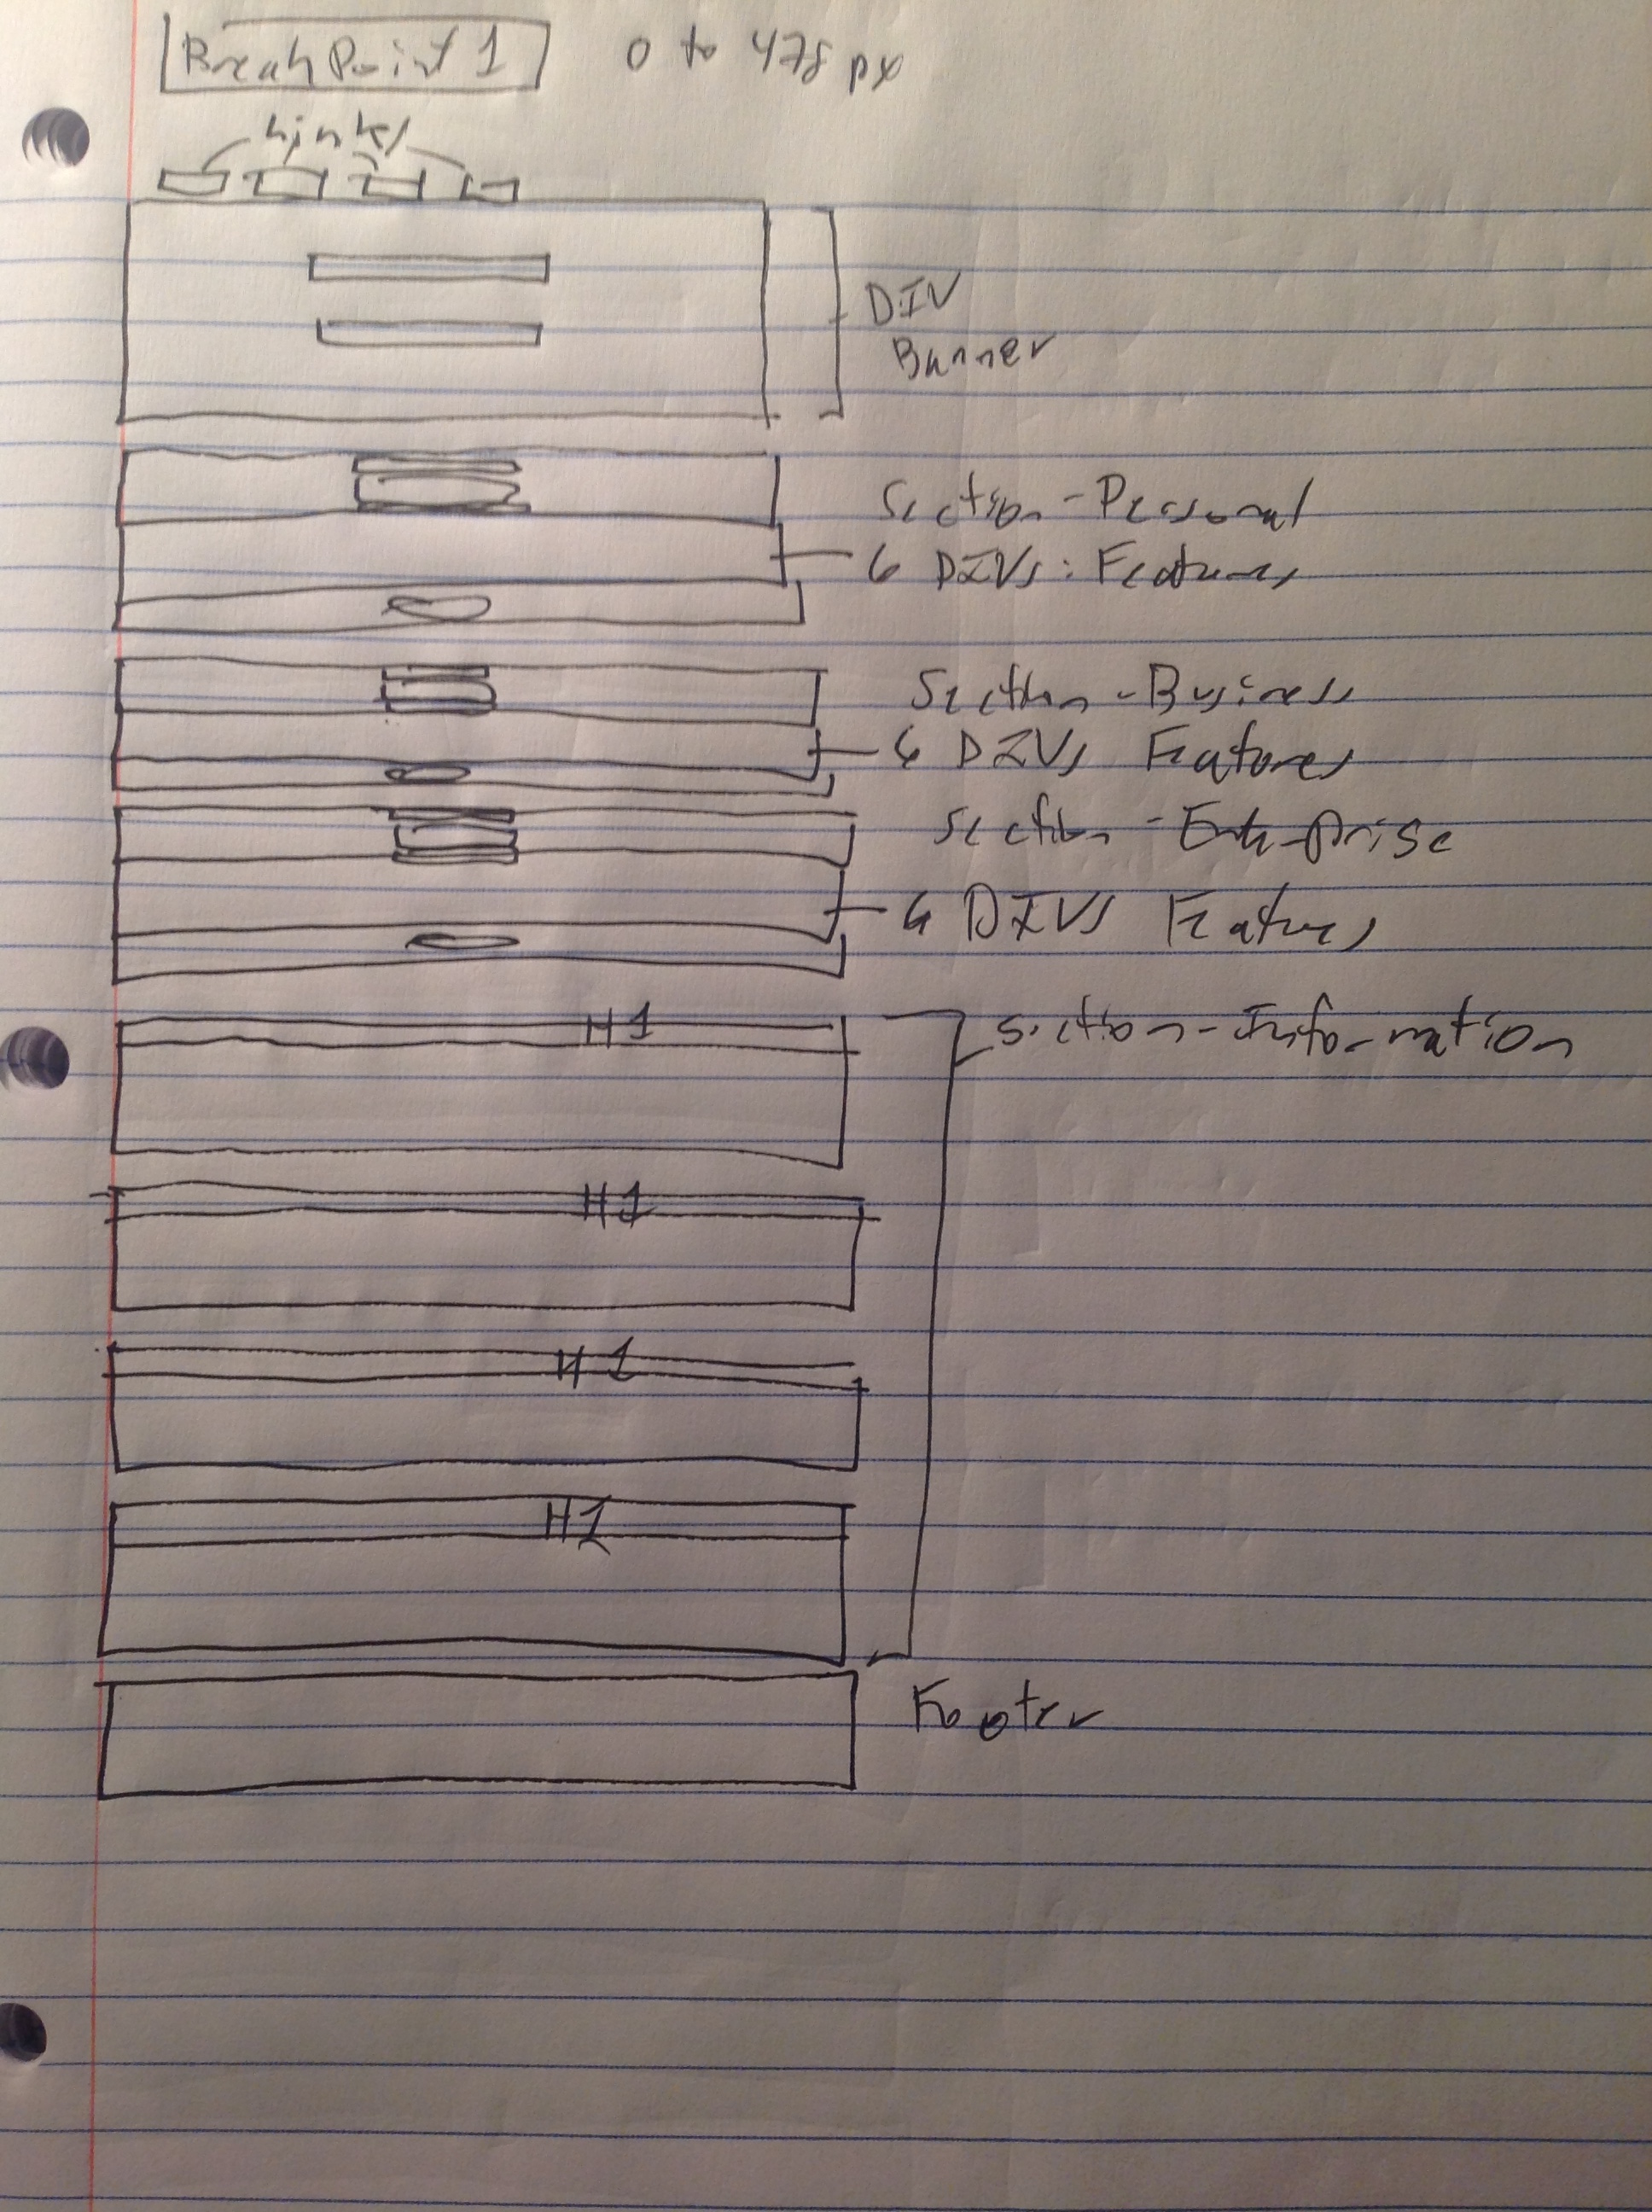 BreakPoint 1 0 to 478 px
Links
DIV
Banner
Section - Personal
6 DIVs: Features
Section - Business
6 DIVs Features
Section - Enterprise
6 DIVs Features
H1
Section - Information
H1
H1
H1
Footer